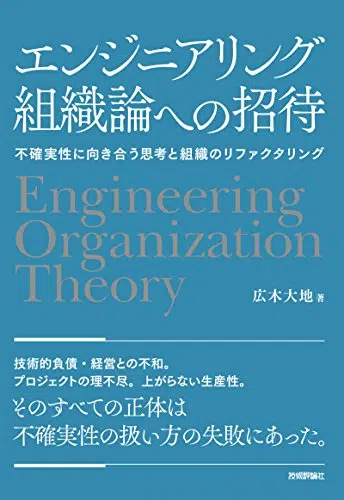 エンジニアリング
組織論への招待
不確実性に向き合う思考と組織のリファクタリング
Engineering
Organization
Theory
広木大地 著
技術的負債・経営との不和。
プロジェクトの理不尽。上がらない生産性。
そのすべての正体は
不確実性の扱い方の失敗にあった。
技術評論社